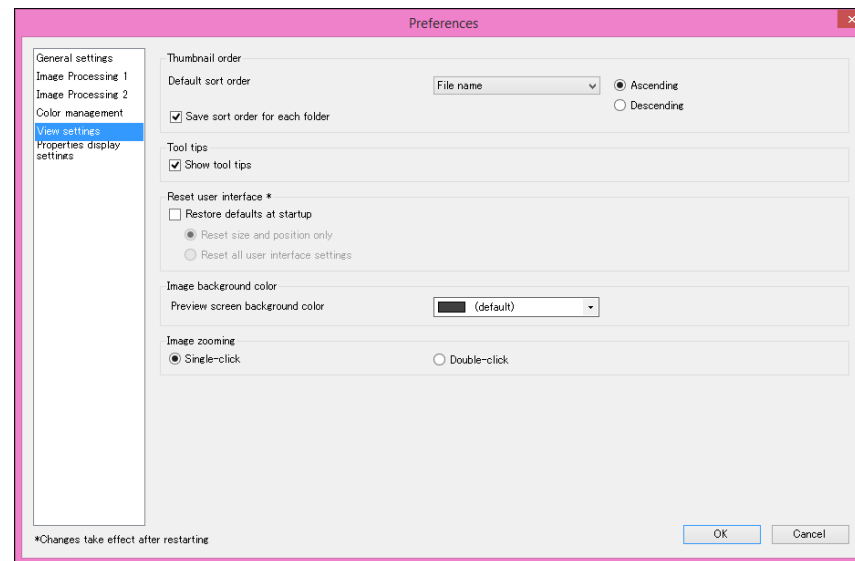 Preferences
General settings
Image Processing 1
Image Processing 2
Color management
View settings
Properties display
settings
Thumbnail order
Default sort order
File name
Ascending
Descending
Save sort order for each folder
Tool tips
Show tool tips
Reset user interface *
Restore defaults at startup
Reset size and position only
Reset all user interface settings
Image background color
Preview screen background color
(default)
Image zooming
Single-click
Double-click
*Changes take effect after restarting
OK
Cancel